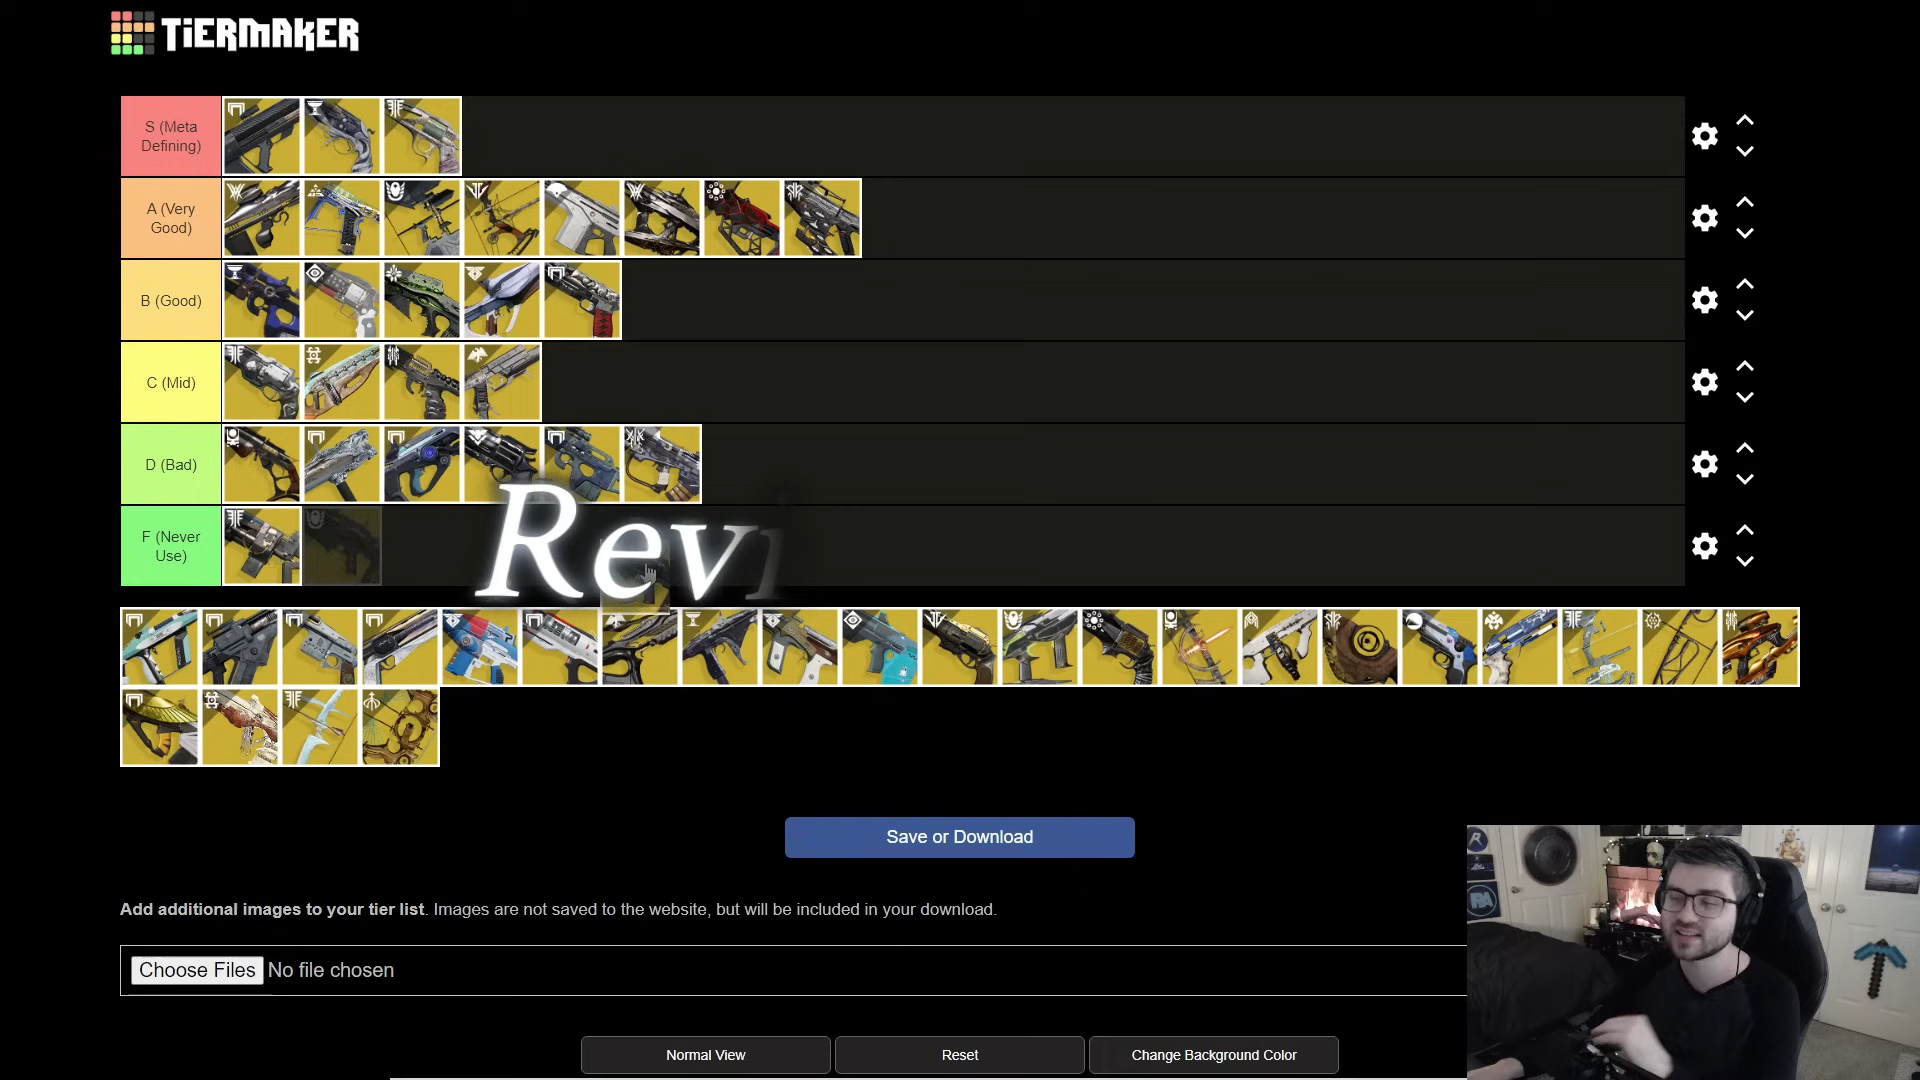 TiERMAKER
S (Meta
Defining)
A (Very
Good)
B (Good)
C (Mid)
D (Bad)
F (Never
Use)
Revi
Save or Download
Add additional images to your tier list. Images are not saved to the website, but will be included in your download.
Choose Files No file chosen
Normal View
Reset
Change Background Color
RA